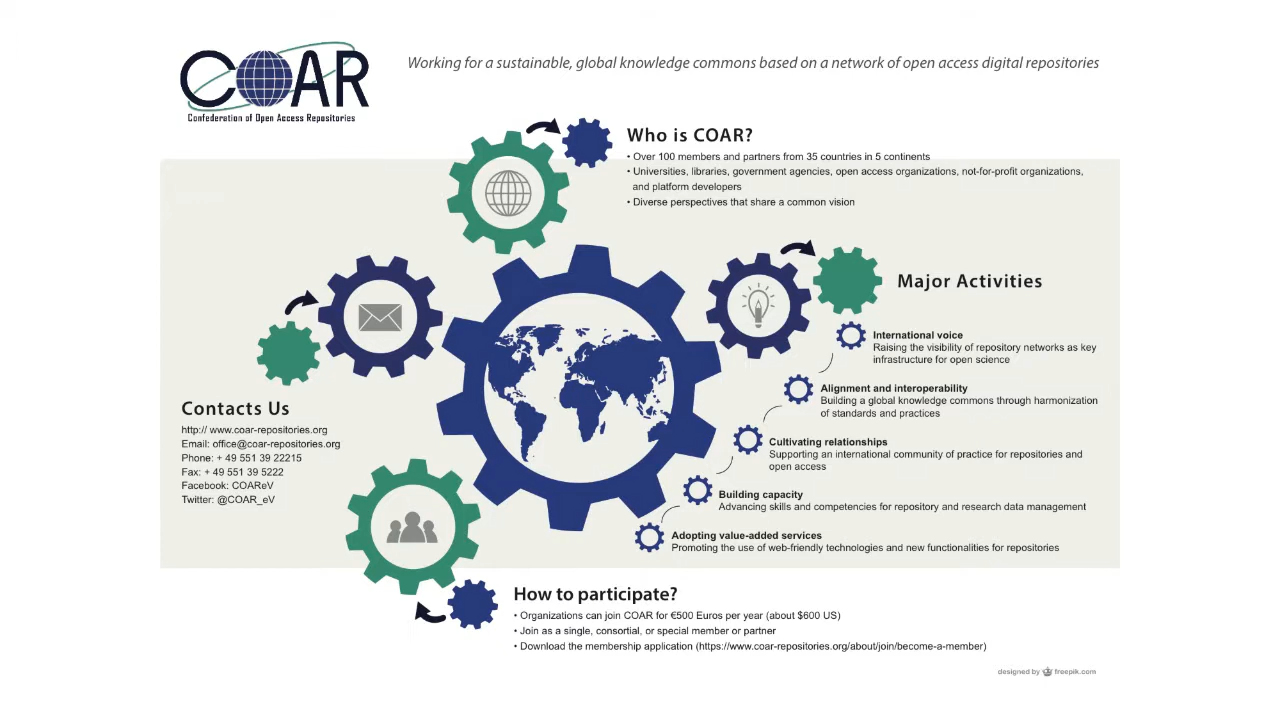 COAR
Confederation of Open Access Repositories
Working for a sustainable, global knowledge commons based on a network of open access digital repositories
Who is COAR?
• Over 100 members and partners from 35 countries in 5 continents
• Universities, libraries, government agencies, open access organizations, not-for-profit organizations,
and platform developers
• Diverse perspectives that share a common vision
Major Activities
International voice
Raising the visibility of repository networks as key
infrastructure for open science
Alignment and interoperability
Building a global knowledge commons through harmonization
of standards and practices
Cultivating relationships
Supporting an international community of practice for repositories and
open access
Building capacity
Advancing skills and competencies for repository and research data management
Adopting value-added services
Promoting the use of web-friendly technologies and new functionalities for repositories
Contacts Us
http:// www.coar-repositories.org
Email: office@coar-repositories.org
Phone: + 49 551 39 22215
Fax: + 49 551 39 5222
Facebook: COAReV
Twitter: @COAR_eV
How to participate?
• Organizations can join COAR for €500 Euros per year (about $600 US)
• Join as a single, consortial, or special member or partner
• Download the membership application (https://www.coar-repositories.org/about/join/become-a-member)
designed by freepik.com